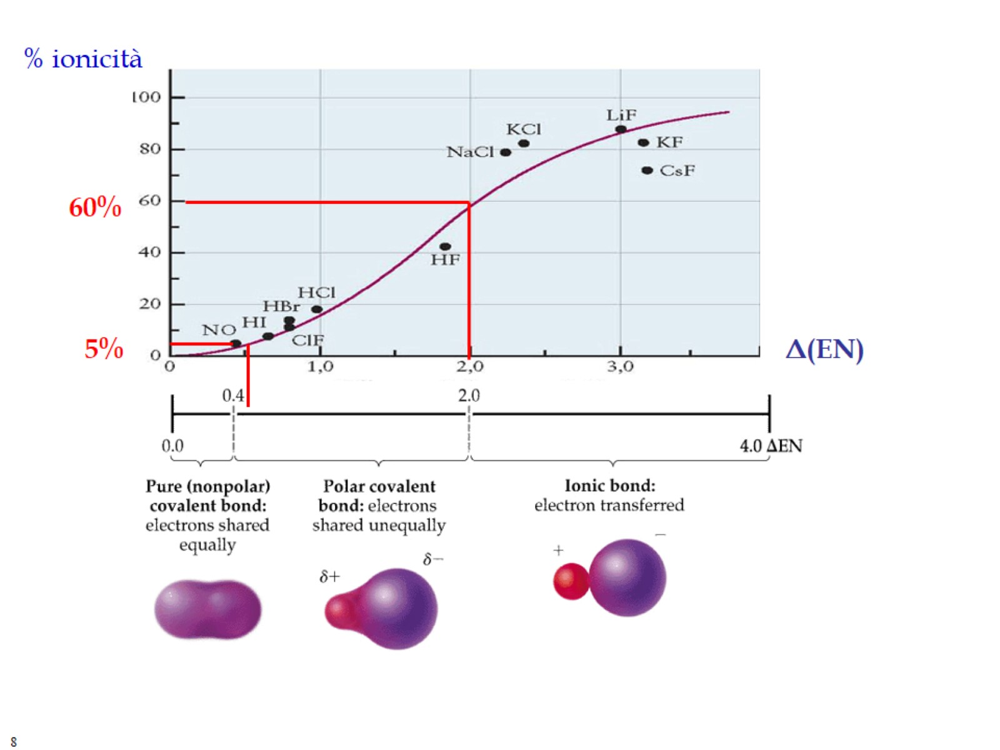 % ionicità
100
LiF
KCl
KF
80
NaCl
CsF
60%
60
40
HF
HCl
20
HBr
NO
HI
ClF
5%
0
Δ(EN)
0
1,0
2,0
3,0
0.4
2.0
0.0
4.0 ΔEN
Pure (nonpolar)
covalent bond:
electrons shared
equally
Polar covalent
bond: electrons
shared unequally
Ionic bond:
electron transferred
δ+
δ−
+
−
8